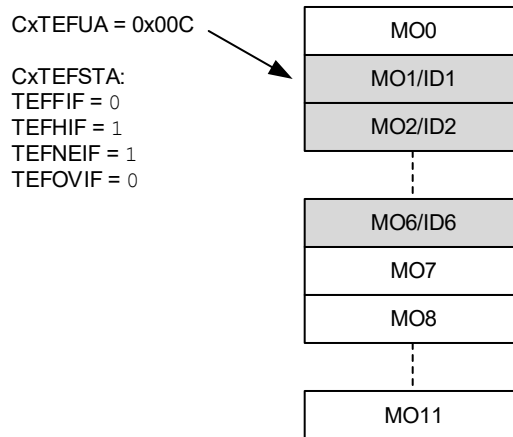 CxTEFUA = 0x00C
CxTEFSTA:
TEFFIF = 0
TEFHIF = 1
TEFNEIF = 1
TEFOVIF = 0
MO0
MO1/ID1
MO2/ID2
MO6/ID6
MO7
MO8
MO11